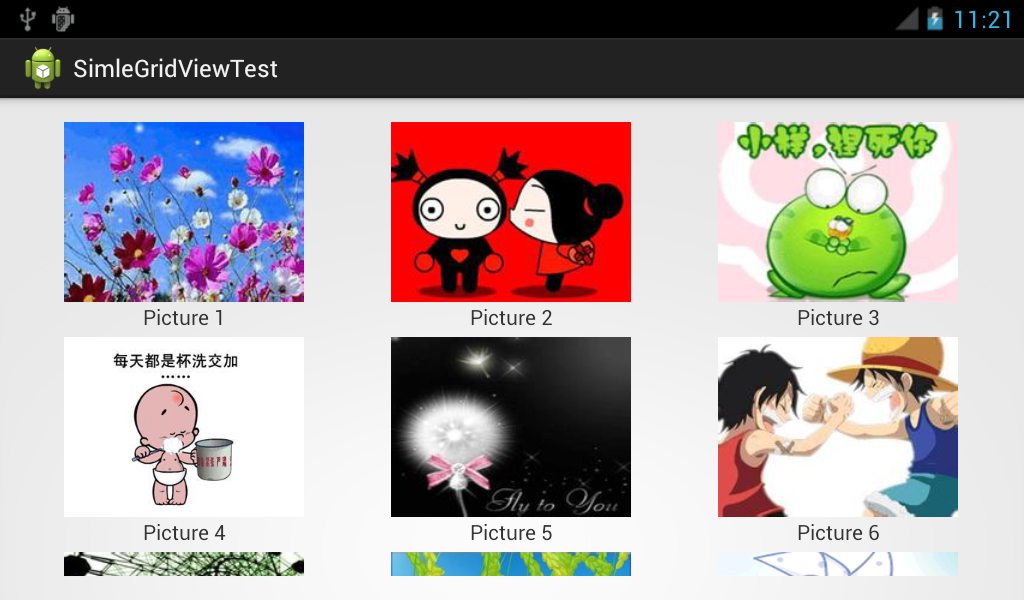 11:21
SimleGridViewTest
小样,捏死你
Picture 1
Picture 2
Picture 3
每天都是杯洗交加
......
Fly to You
Picture 4
Picture 5
Picture 6